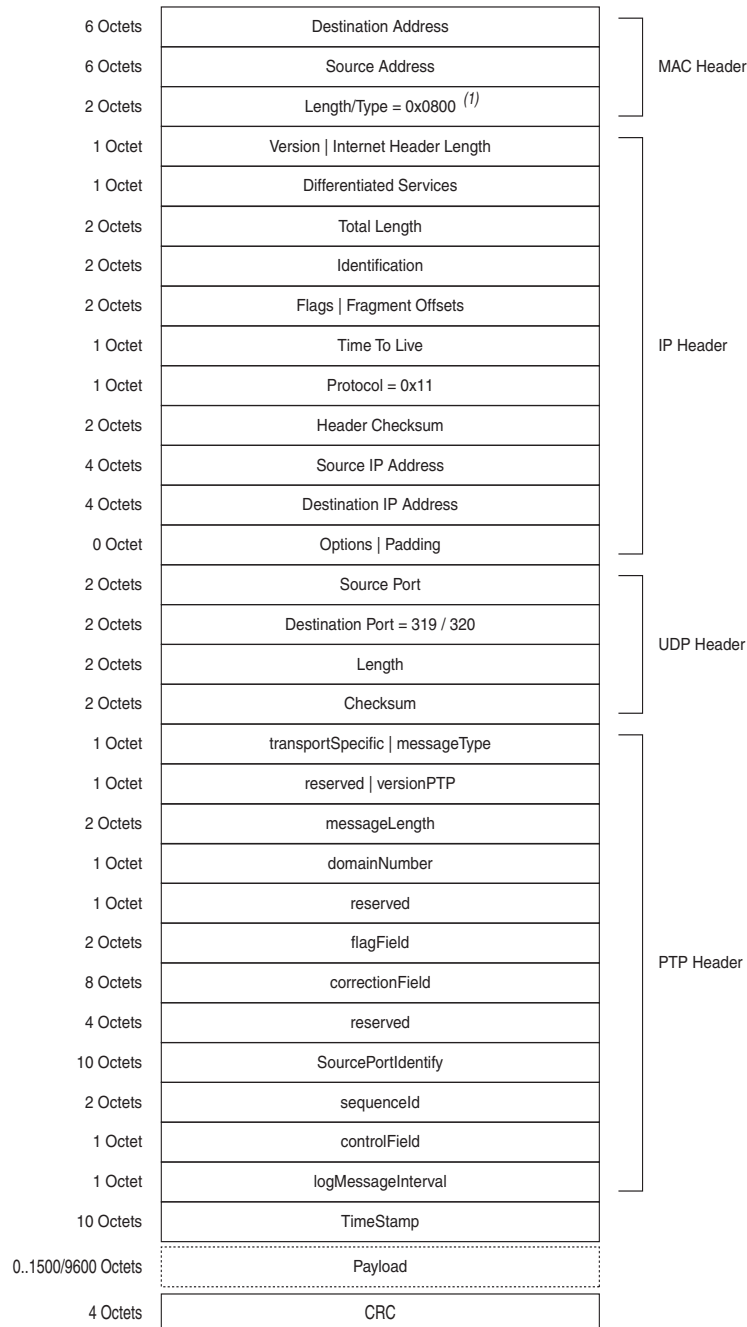 6 Octets Destination Address
6 Octets Source Address MAC Header
2 Octets Length/Type = 0x0800 (1)
1 Octet Version | Internet Header Length
1 Octet Differentiated Services
2 Octets Total Length
2 Octets Identification
2 Octets Flags | Fragment Offsets
1 Octet Time To Live IP Header
1 Octet Protocol = 0x11
2 Octets Header Checksum
4 Octets Source IP Address
4 Octets Destination IP Address
0 Octet Options | Padding
2 Octets Source Port
2 Octets Destination Port = 319 / 320
UDP Header
2 Octets Length
2 Octets Checksum
1 Octet transportSpecific | messageType
1 Octet reserved | versionPTP
2 Octets messageLength
1 Octet domainNumber
1 Octet reserved
2 Octets flagField
PTP Header
8 Octets correctionField
4 Octets reserved
10 Octets SourcePortIdentify
2 Octets sequenceId
1 Octet controlField
1 Octet logMessageInterval
10 Octets TimeStamp
0..1500/9600 Octets Payload
4 Octets CRC